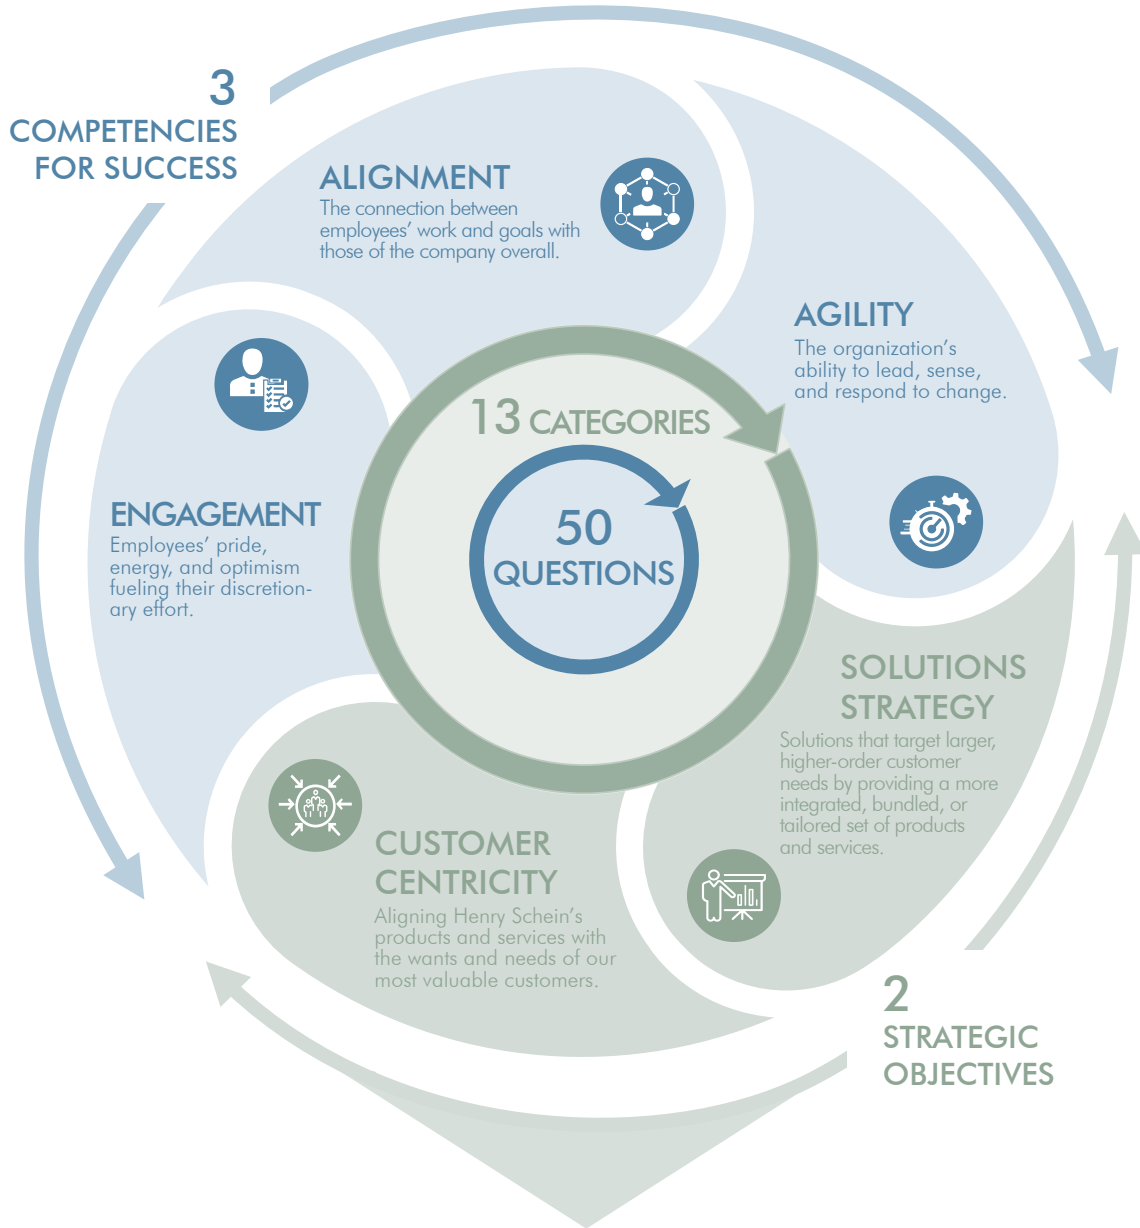 3
COMPETENCIES
FOR SUCCESS
ALIGNMENT
The connection between
employees’ work and goals with
those of the company overall.
AGILITY
The organization’s
ability to lead, sense,
and respond to change.
ENGAGEMENT
Employees’ pride,
energy, and optimism
fueling their discretion-
ary effort.
13 CATEGORIES
50
QUESTIONS
SOLUTIONS
STRATEGY
Solutions that target larger,
higher-order customer
needs by providing a more
integrated, bundled, or
tailored set of products
and services.
CUSTOMER
CENTRICITY
Aligning Henry Schein’s
products and services with
the wants and needs of our
most valuable customers.
2
STRATEGIC
OBJECTIVES